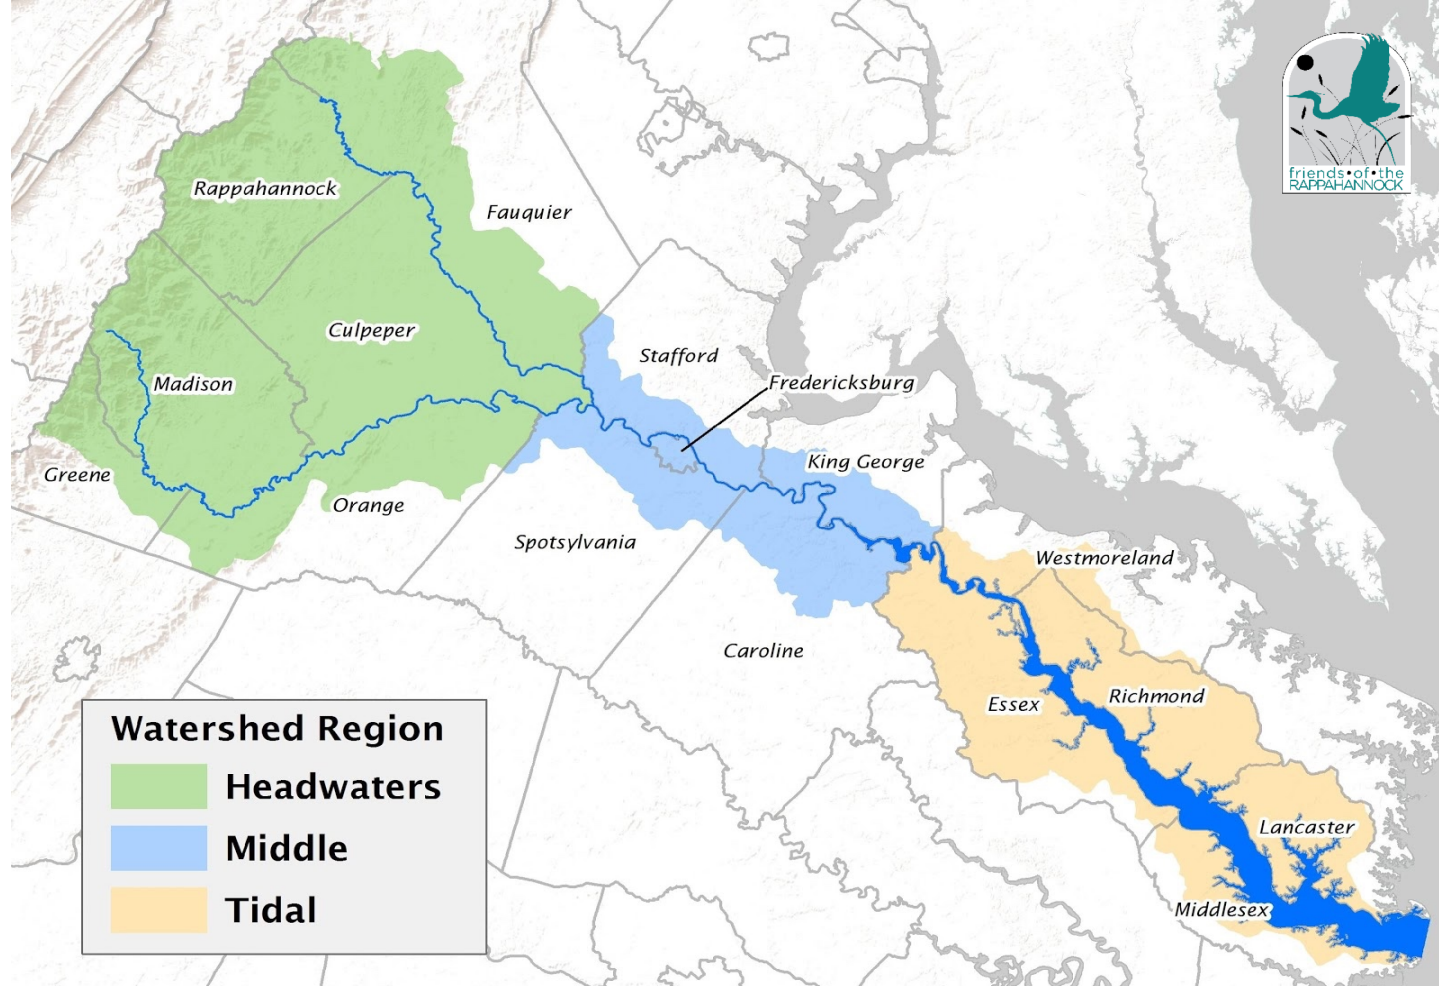 friends•of•the
RAPPAHANNOCK
Rappahannock
Fauquier
Culpeper
Stafford
Madison
Fredericksburg
King George
Greene
Orange
Spotsylvania
Westmoreland
Caroline
Richmond
Essex
Lancaster
Middlesex
Watershed Region
Headwaters
Middle
Tidal